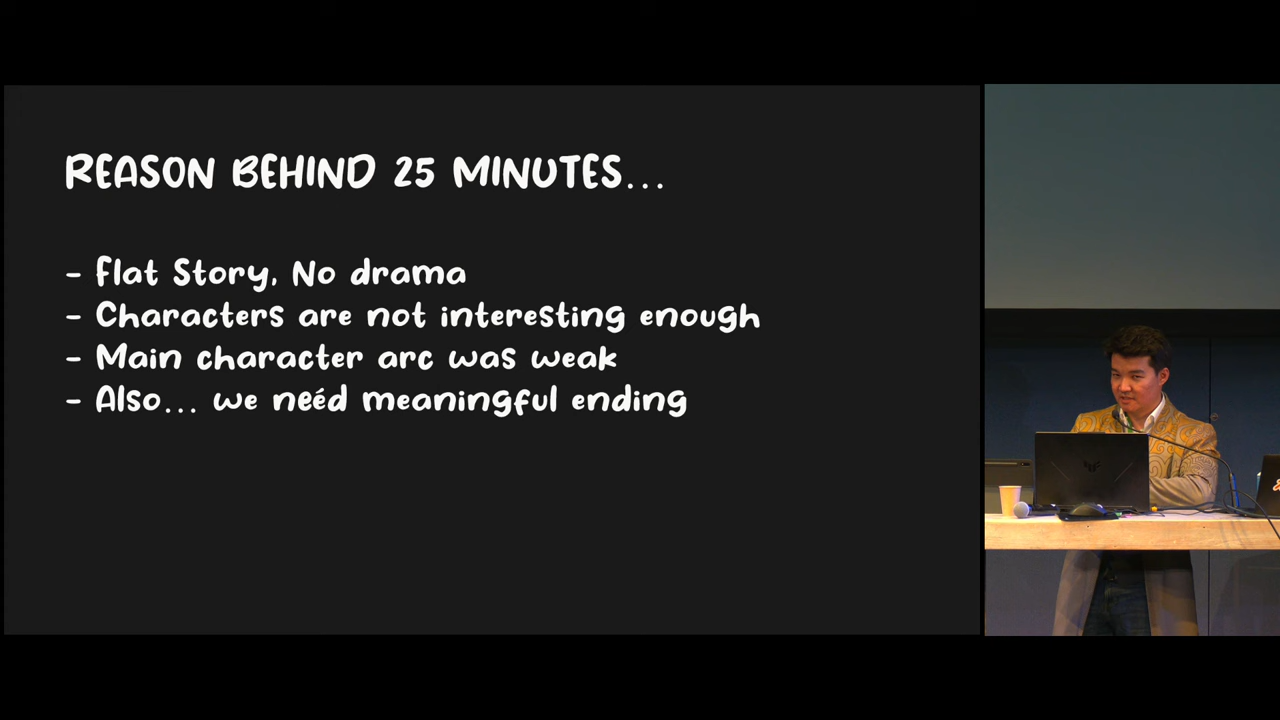 REASON BEHIND 25 MINUTES...
- Flat Story, No drama
- Characters are not interesting enough
- Main character arc was weak
- Also... we neéd meaningful ending